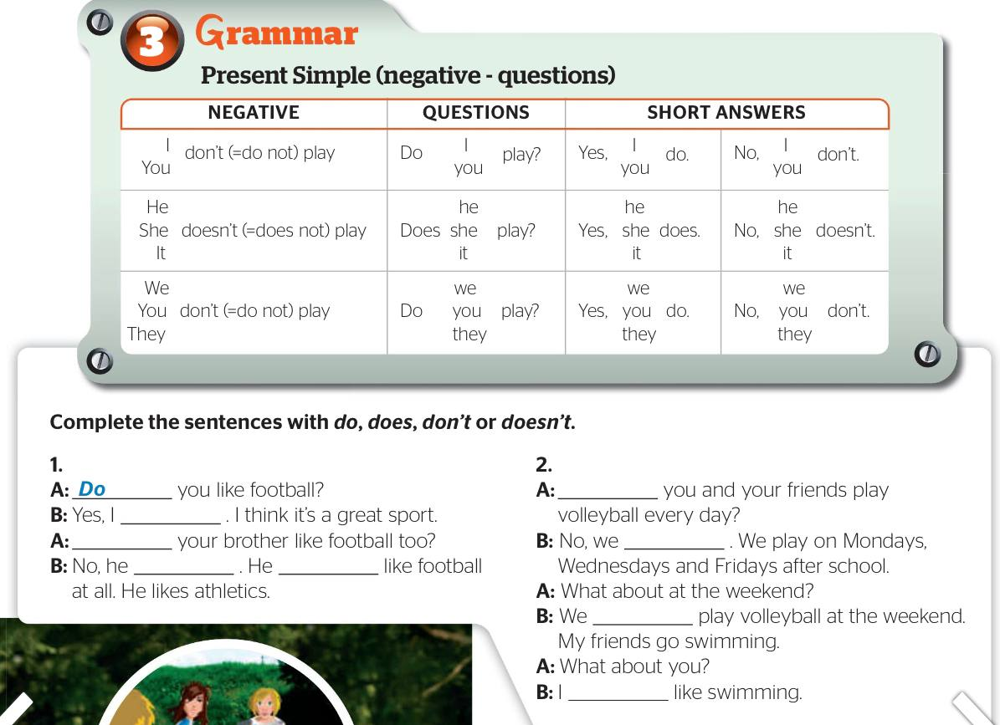 3 Grammar
Present Simple (negative - questions)
NEGATIVE QUESTIONS SHORT ANSWERS
I
You
don't (=do not) play
Do
I
you
play?
Yes,
I
you
do.
No,
I
you
don't.
He
She
It
doesn't (=does not) play
Does
he
she
it
play?
Yes,
he
she
it
does.
No,
he
she
it
doesn't.
We
You
They
don't (=do not) play
Do
we
you
they
play?
Yes,
we
you
they
do.
No,
we
you
they
don't.
Complete the sentences with do, does, don't or doesn't.
1.
A: Do you like football?
B: Yes, I __________ . I think it's a great sport.
A: __________ your brother like football too?
B: No, he __________ . He __________ like football
at all. He likes athletics.
2.
A: __________ you and your friends play
volleyball every day?
B: No, we __________ . We play on Mondays,
Wednesdays and Fridays after school.
A: What about at the weekend?
B: We __________ play volleyball at the weekend.
My friends go swimming.
A: What about you?
B: I __________ like swimming.